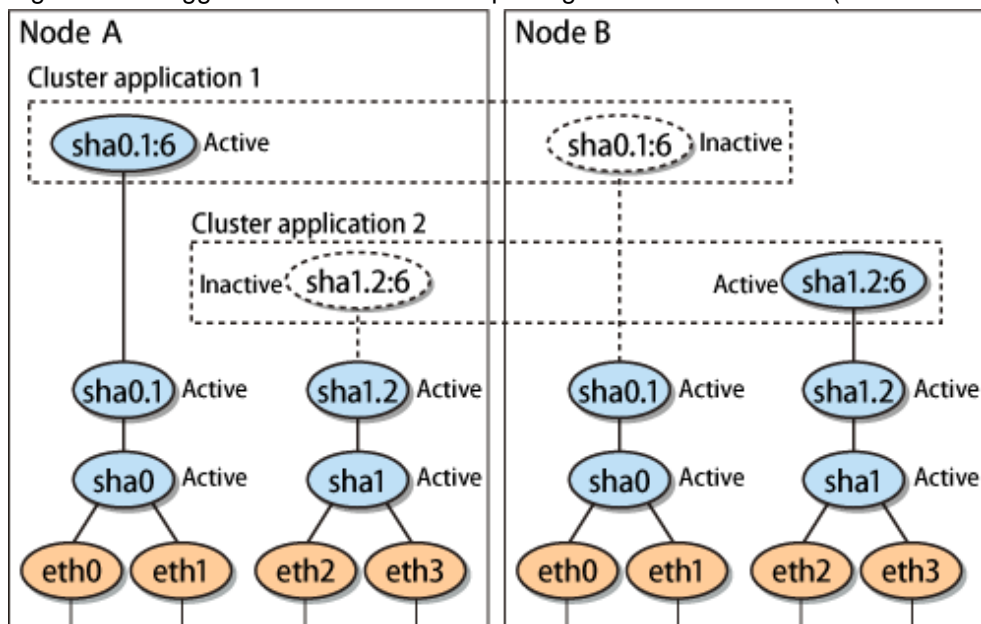 Node A Node B
Cluster application 1
sha0.1:6 Active sha0.1:6 Inactive
Cluster application 2
Inactive sha1.2:6 Active sha1.2:6
sha0.1 Active sha1.2 Active sha0.1 Active sha1.2 Active
sha0 Active sha1 Active sha0 Active sha1 Active
eth0 eth1 eth2 eth3 eth0 eth1 eth2 eth3